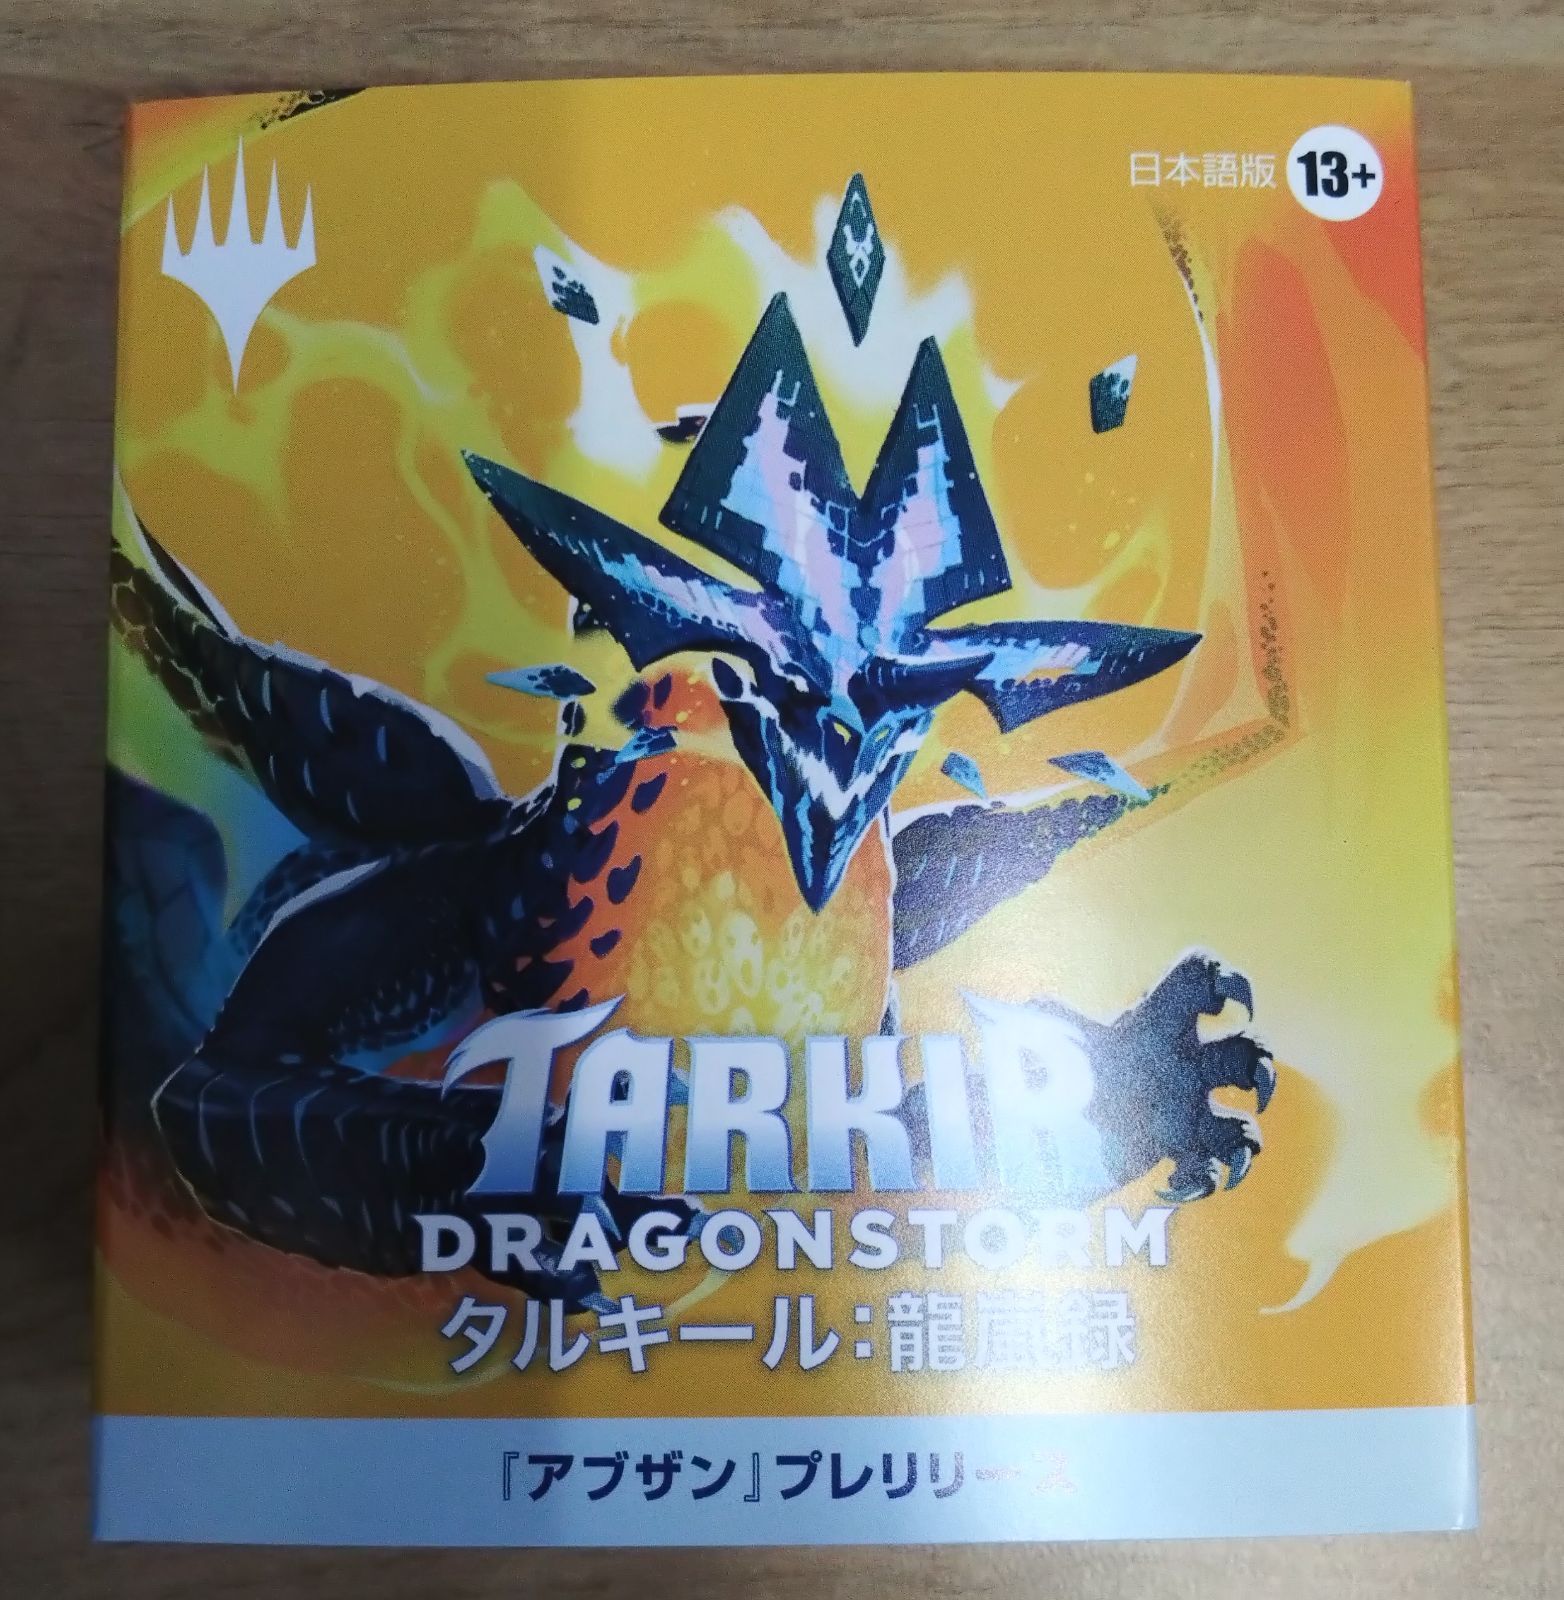 日本語版 13+
TARKIR
DRAGONSTORM
タルキール：龍嵐録
『アブザン』プレリリース